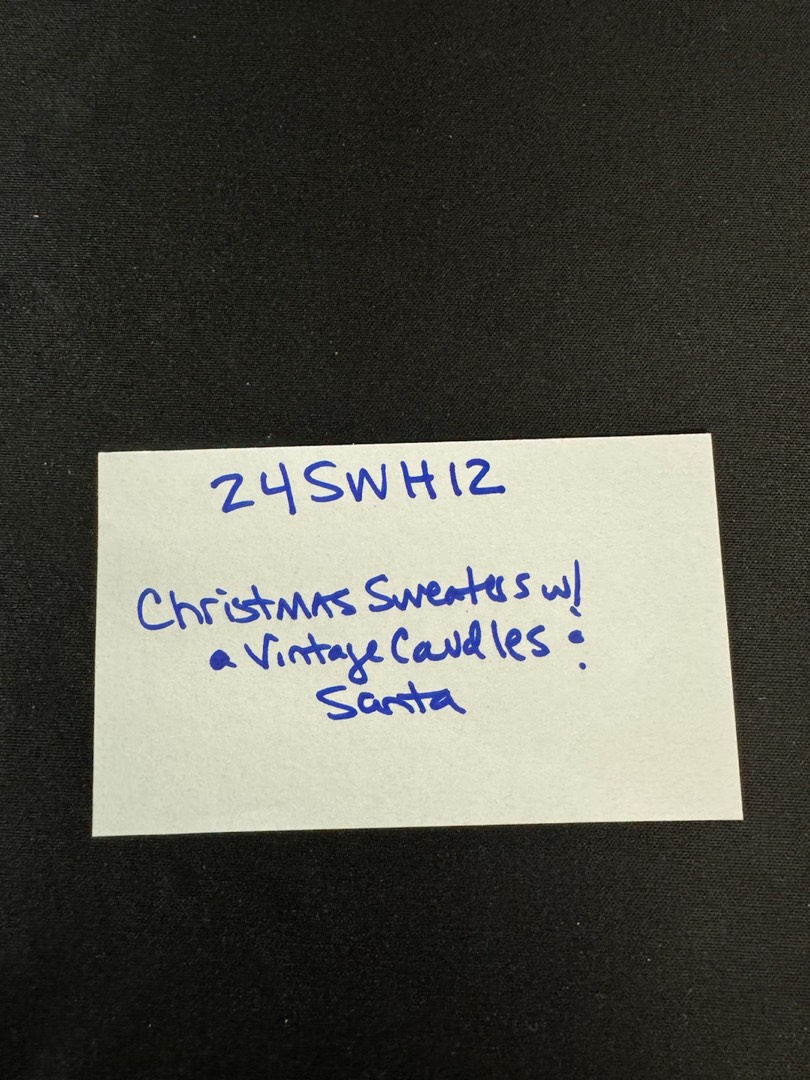 24SWH12
Christmas Sweaters w/
a Vintage Candles :
Santa